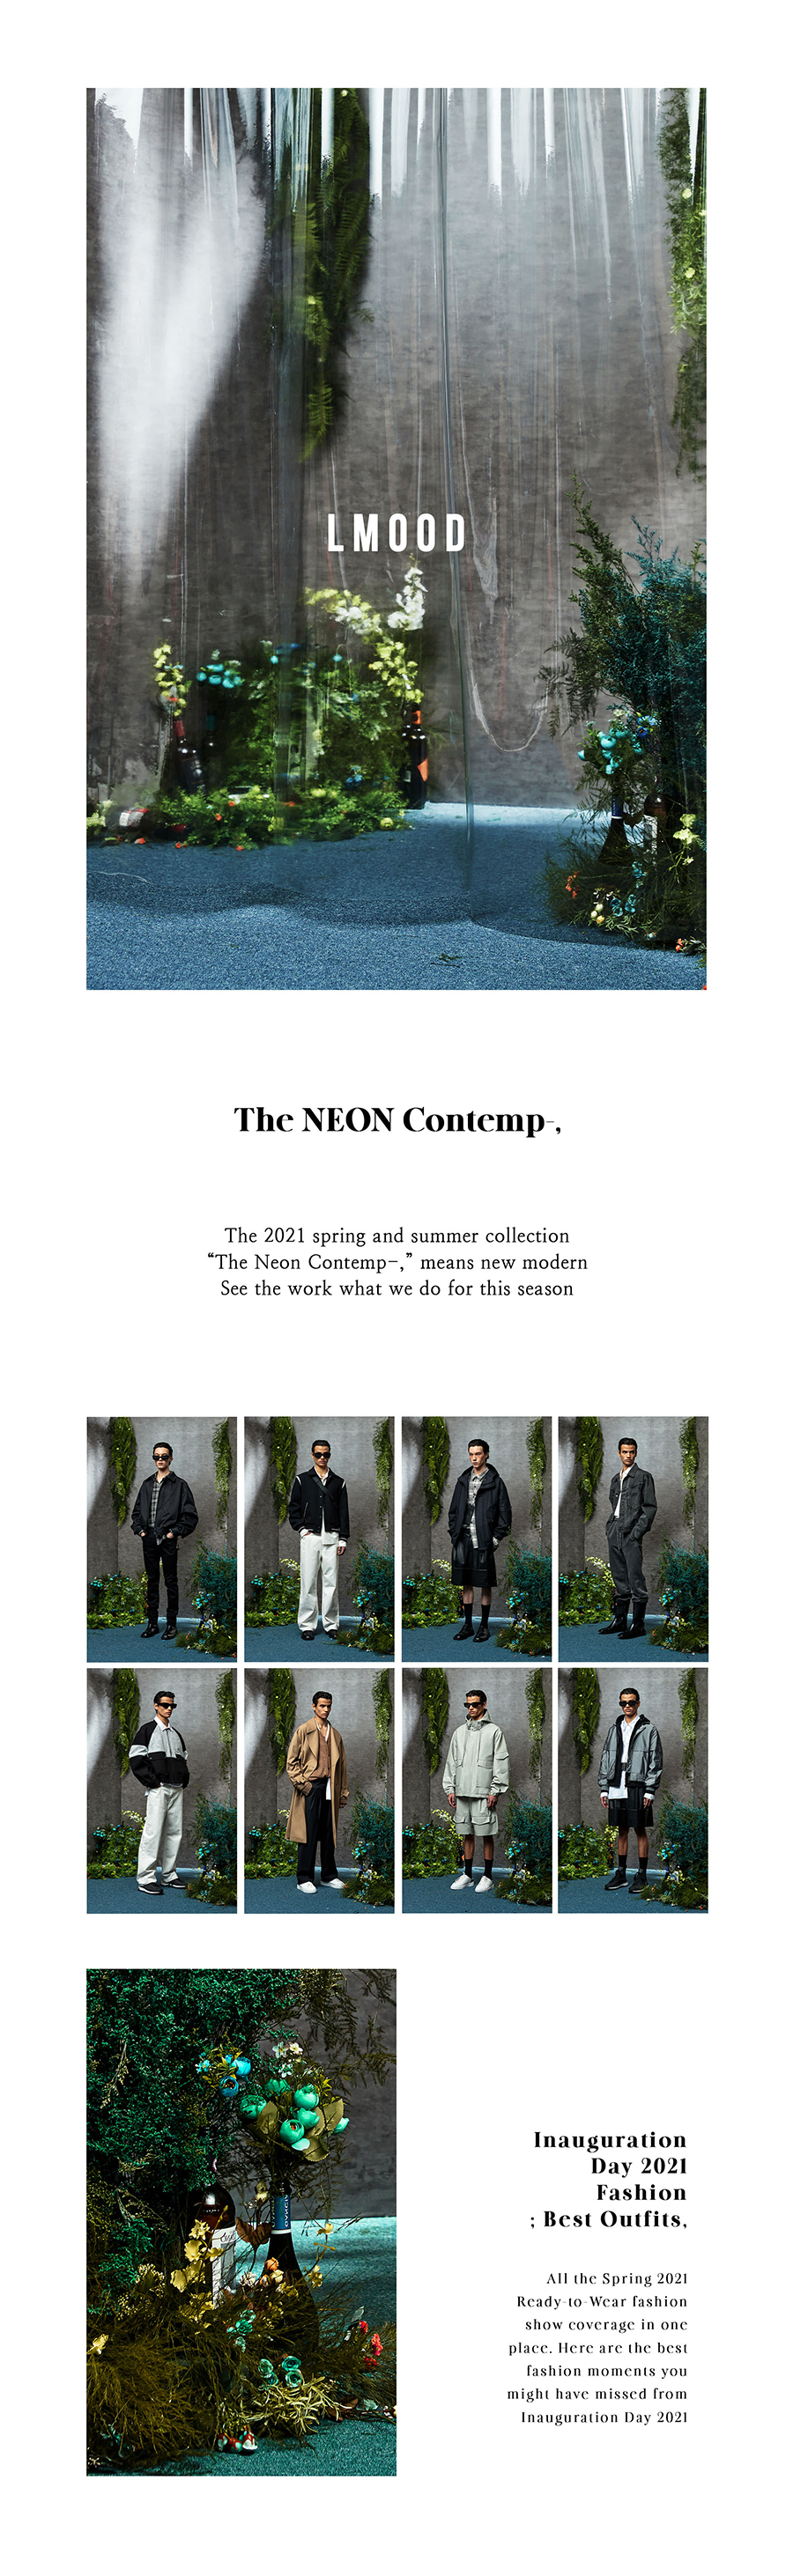 LMOOD
The NEON Contemp-,
The 2021 spring and summer collection
“The Neon Contemp–,” means new modern
See the work what we do for this season
Inauguration
Day 2021
Fashion
; Best Outfits,
All the Spring 2021
Ready-to-Wear fashion
show coverage in one
place. Here are the best
fashion moments you
might have missed from
Inauguration Day 2021